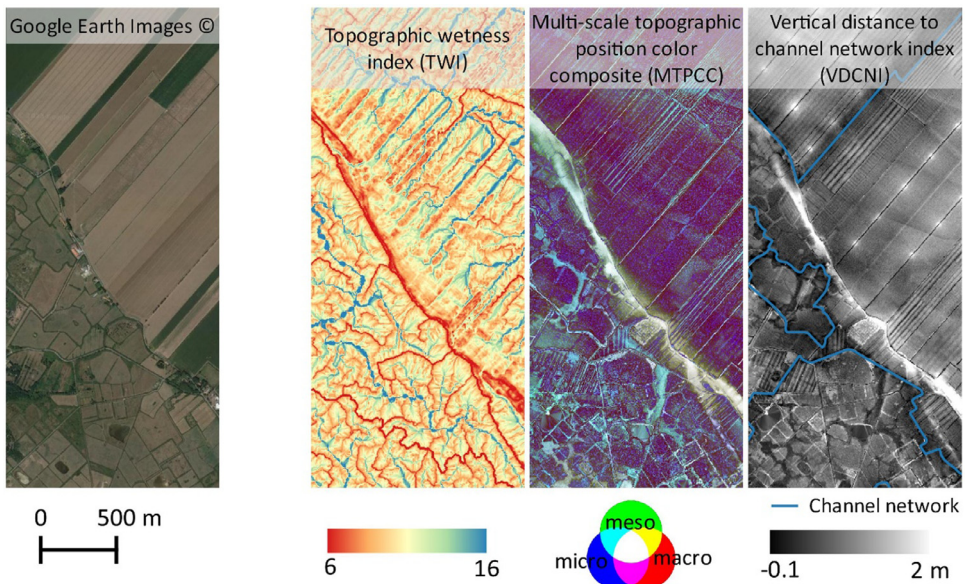 Google Earth Images ©
Topographic wetness
index (TWI)
Multi-scale topographic
position color
composite (MTPCC)
Vertical distance to
channel network index
(VDCNI)
0 500 m
6 16
meso
micro macro
Channel network
-0.1 2 m